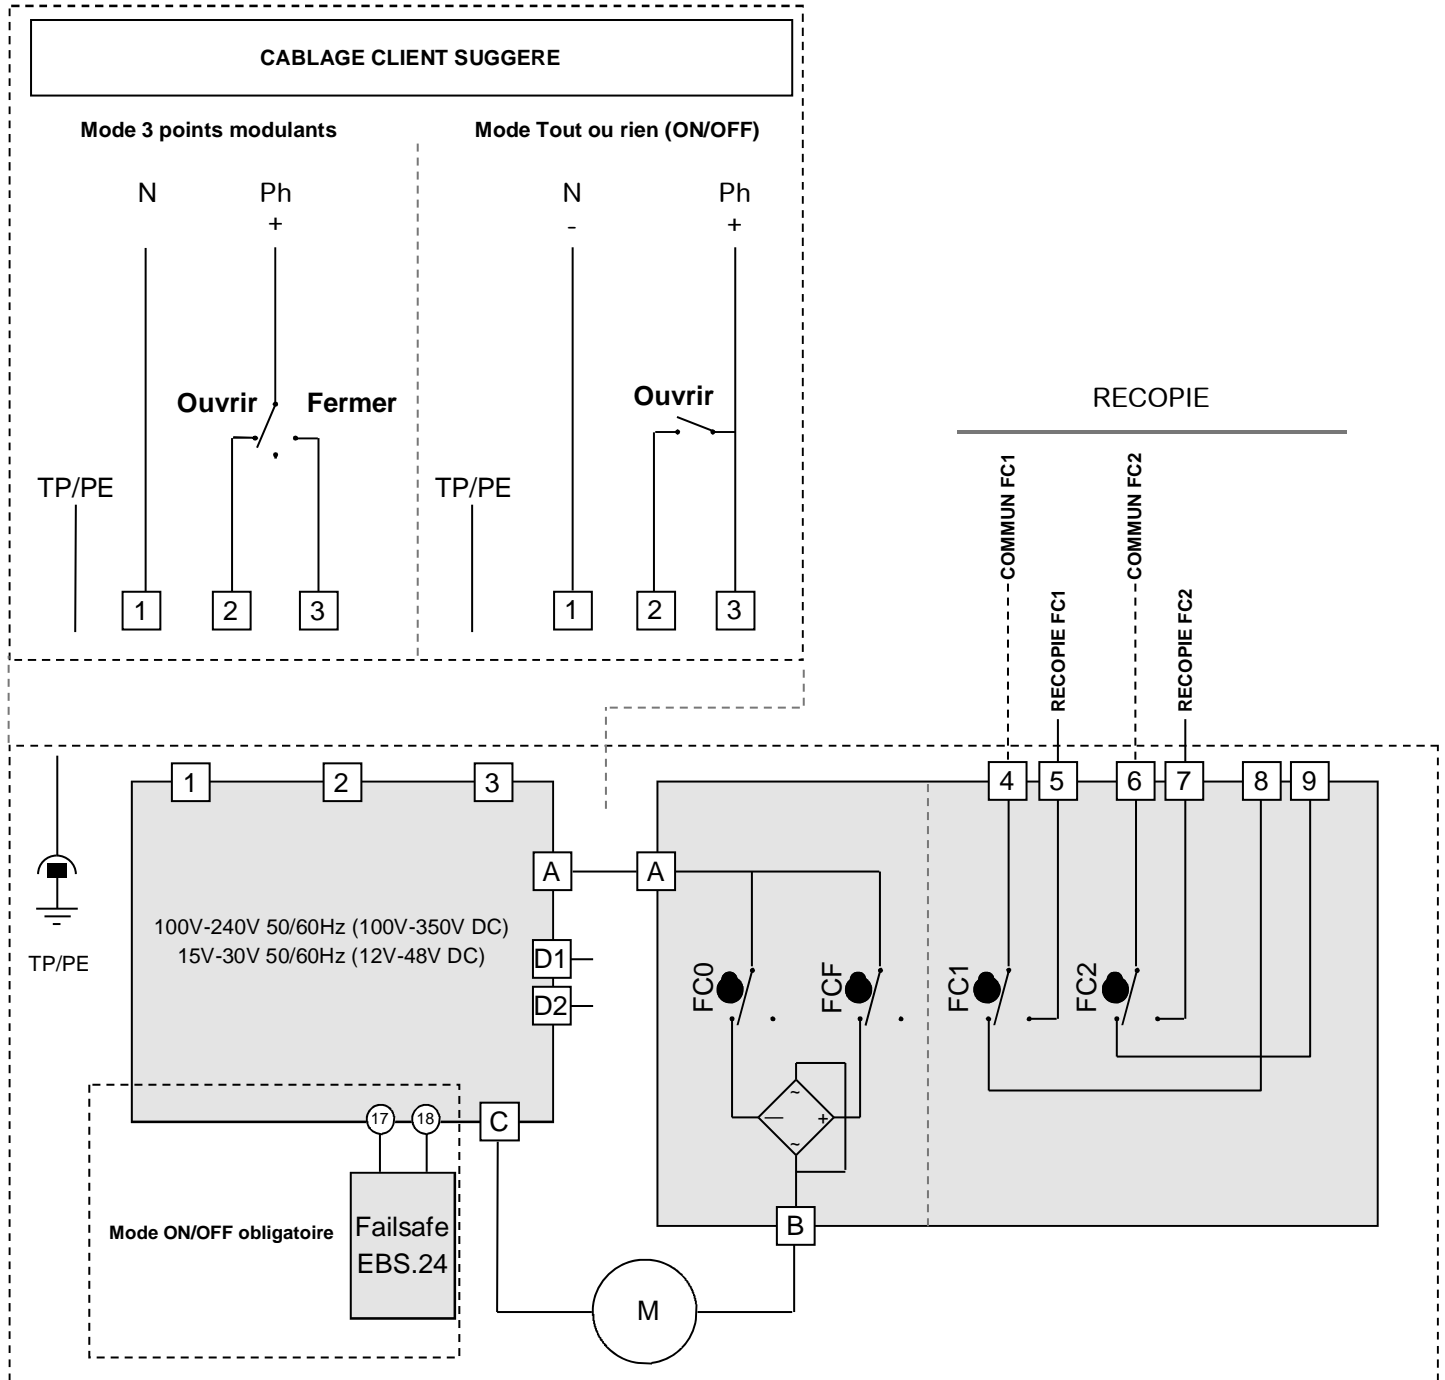 CABLAGE CLIENT SUGGERE
Mode 3 points modulants
Mode Tout ou rien (ON/OFF)
N
Ph
+
N
-
Ph
+
Ouvrir
Fermer
Ouvrir
TP/PE
TP/PE
1
2
3
1
2
3
RECOPIE
COMMUN FC1
RECOPIE FC1
COMMUN FC2
RECOPIE FC2
1
2
3
4
5
6
7
8
9
A
A
100V-240V 50/60Hz (100V-350V DC)
15V-30V 50/60Hz (12V-48V DC)
TP/PE
D1
D2
FC0
FCF
FC1
FC2
~
—
+
~
17
18
C
B
Mode ON/OFF obligatoire
Failsafe
EBS.24
M